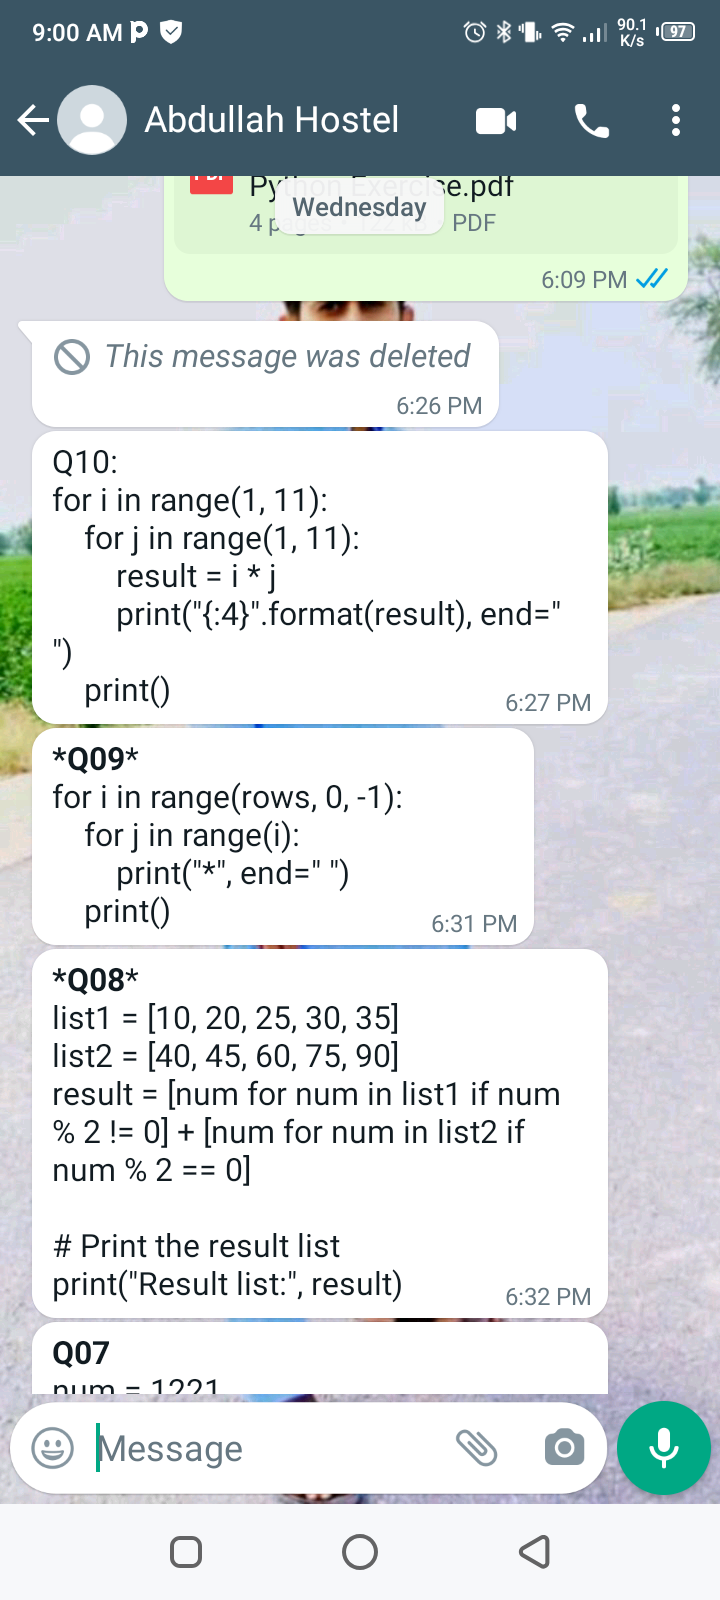 9:00 AM
90.1
K/s
97
Abdullah Hostel
Python Exercise.pdf
Wednesday
4 pages · 122 kB · PDF
6:09 PM
This message was deleted
6:26 PM
Q10:
for i in range(1, 11):
    for j in range(1, 11):
        result = i * j
        print("{:4}".format(result), end="
")
    print()
6:27 PM
*Q09*
for i in range(rows, 0, -1):
    for j in range(i):
        print("*", end=" ")
    print()
6:31 PM
*Q08*
list1 = [10, 20, 25, 30, 35]
list2 = [40, 45, 60, 75, 90]
result = [num for num in list1 if num
% 2 != 0] + [num for num in list2 if
num % 2 == 0]

# Print the result list
print("Result list:", result)
6:32 PM
Q07
num = 1221
Message